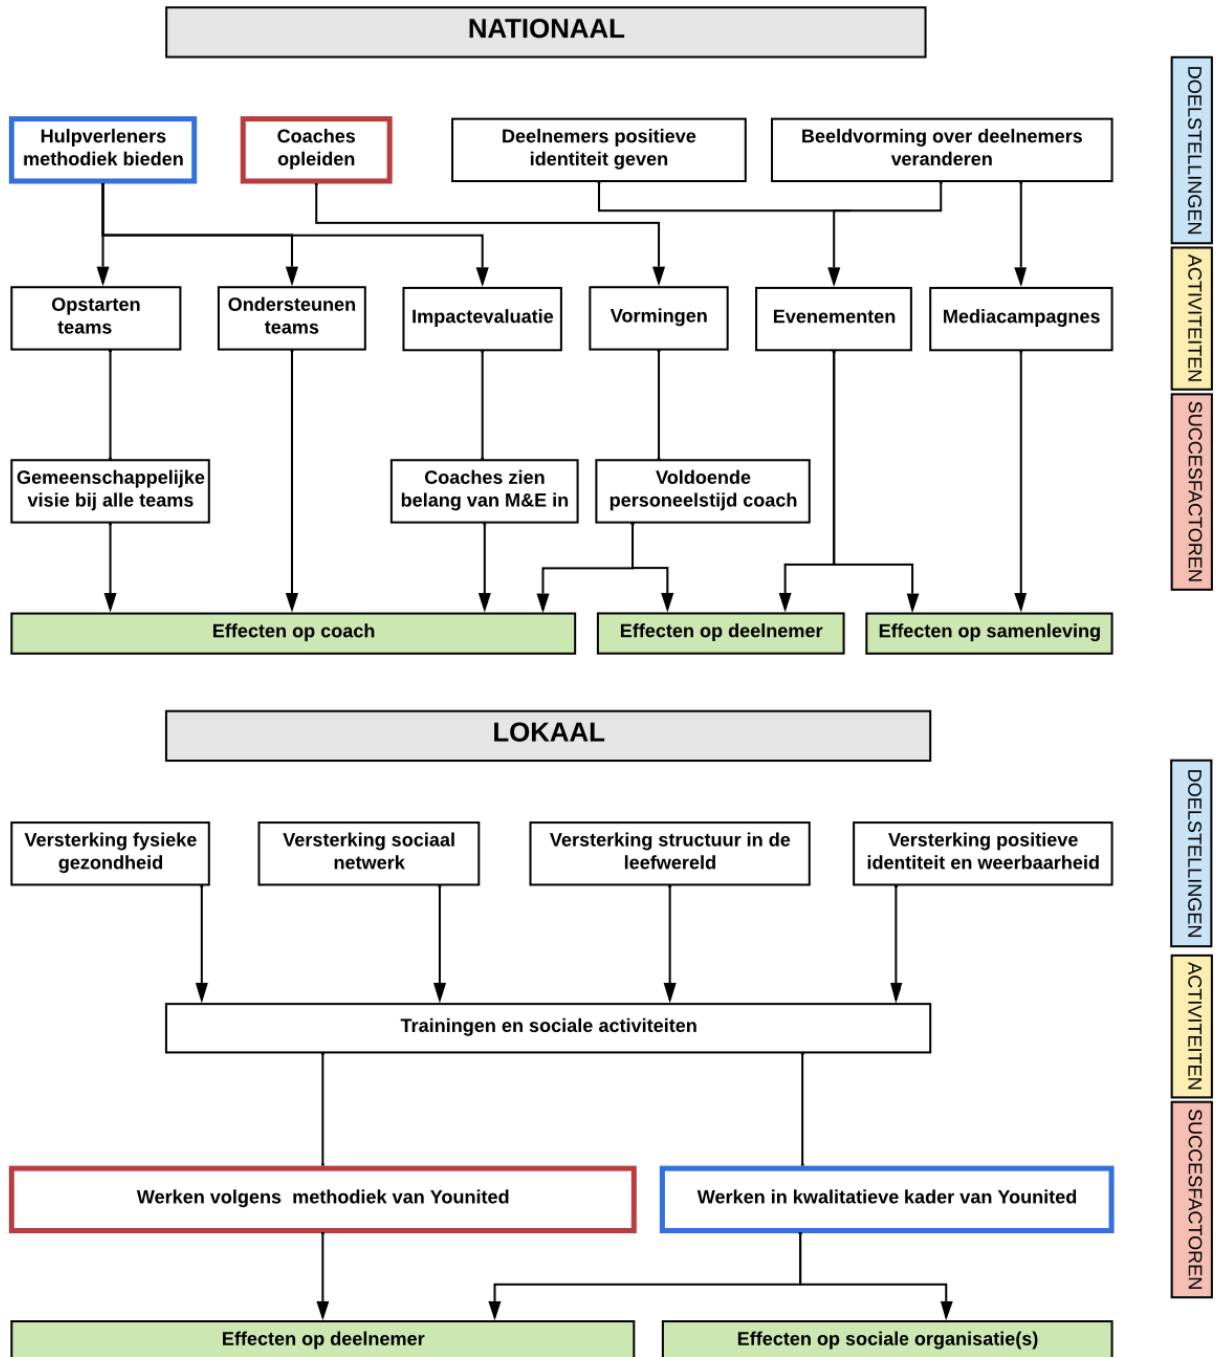 NATIONAAL
DOELSTELLINGEN
Hulpverleners
methodiek bieden
Coaches
opleiden
Deelnemers positieve
identiteit geven
Beeldvorming over deelnemers
veranderen
ACTIVITEITEN
Opstarten
teams
Ondersteunen
teams
Impactevaluatie
Vormingen
Evenementen
Mediacampagnes
SUCCESFACTOREN
Gemeenschappelijke
visie bij alle teams
Coaches zien
belang van M&E in
Voldoende
personeelstijd coach
Effecten op coach
Effecten op deelnemer
Effecten op samenleving
LOKAAL
DOELSTELLINGEN
Versterking fysieke
gezondheid
Versterking sociaal
netwerk
Versterking structuur in de
leefwereld
Versterking positieve
identiteit en weerbaarheid
ACTIVITEITEN
Trainingen en sociale activiteiten
SUCCESFACTOREN
Werken volgens  methodiek van Younited
Werken in kwalitatieve kader van Younited
Effecten op deelnemer
Effecten op sociale organisatie(s)